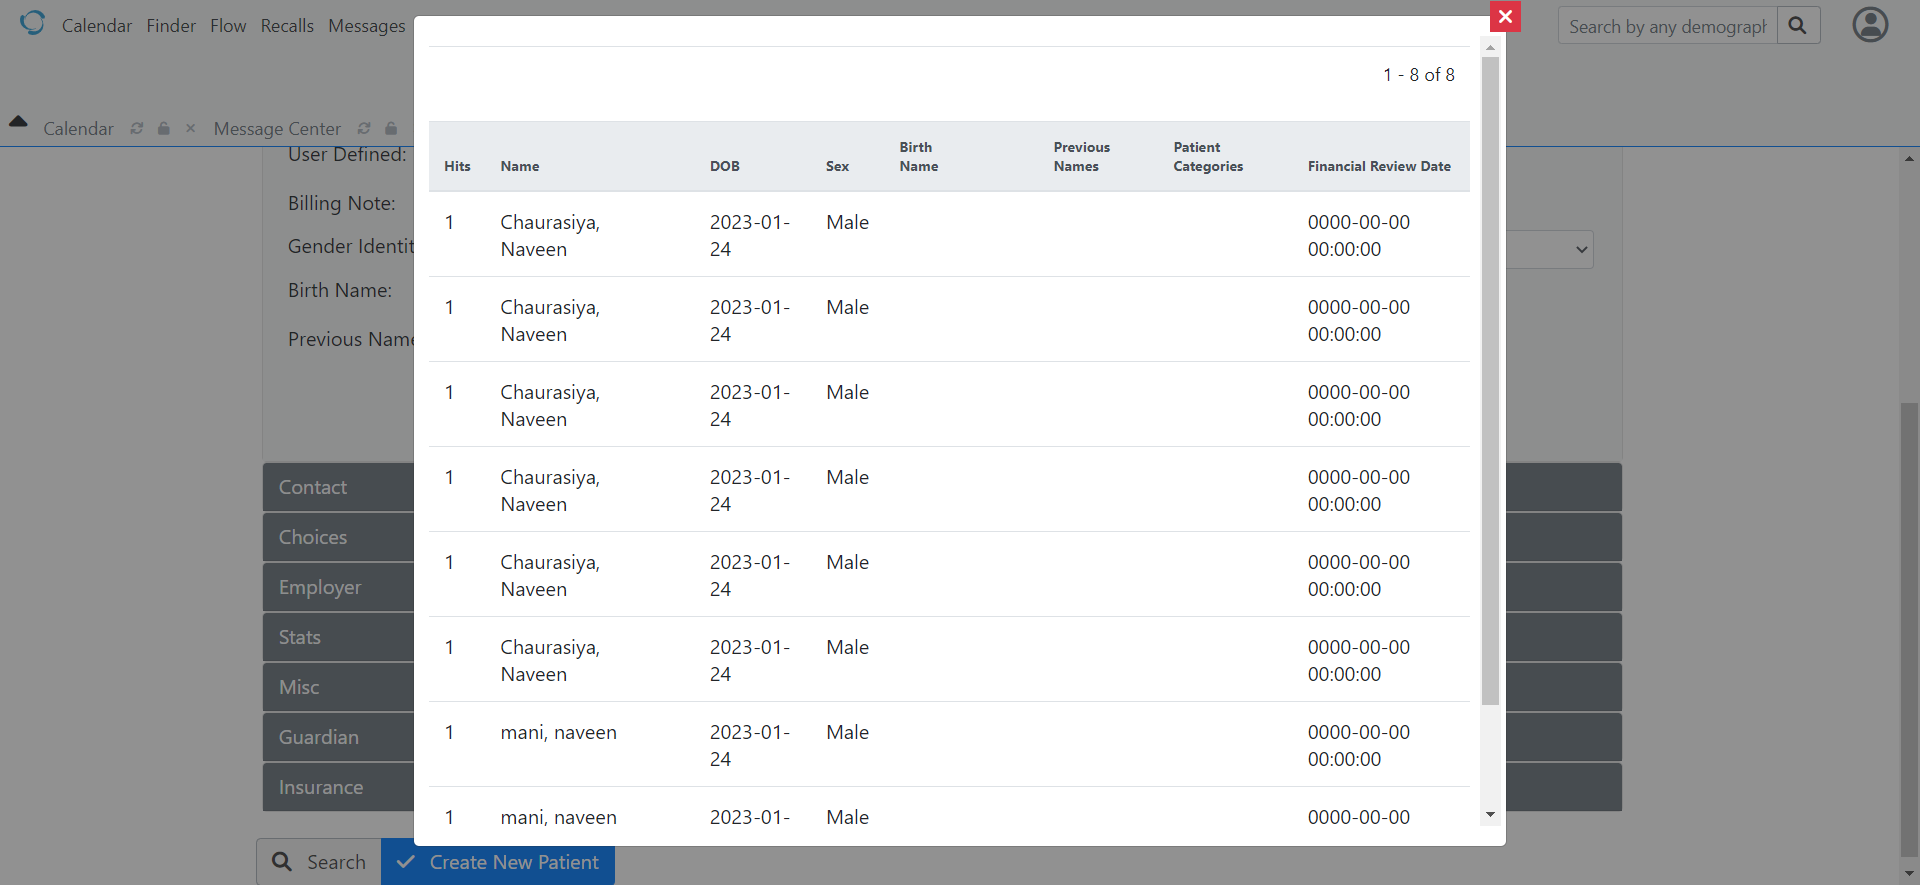 Calendar Finder Flow Recalls Messages
Search by any demograph
1 - 8 of 8
Calendar Message Center
User Defined:
Billing Note:
Gender Identit
Birth Name:
Previous Name
Contact
Choices
Employer
Stats
Misc
Guardian
Insurance
Search Create New Patient
Hits Name DOB Sex Birth Name Previous Names Patient Categories Financial Review Date
1 Chaurasiya, 2023-01- Male 0000-00-00
Naveen 24 00:00:00
1 Chaurasiya, 2023-01- Male 0000-00-00
Naveen 24 00:00:00
1 Chaurasiya, 2023-01- Male 0000-00-00
Naveen 24 00:00:00
1 Chaurasiya, 2023-01- Male 0000-00-00
Naveen 24 00:00:00
1 Chaurasiya, 2023-01- Male 0000-00-00
Naveen 24 00:00:00
1 Chaurasiya, 2023-01- Male 0000-00-00
Naveen 24 00:00:00
1 mani, naveen 2023-01- Male 0000-00-00
24 00:00:00
1 mani, naveen 2023-01- Male 0000-00-00